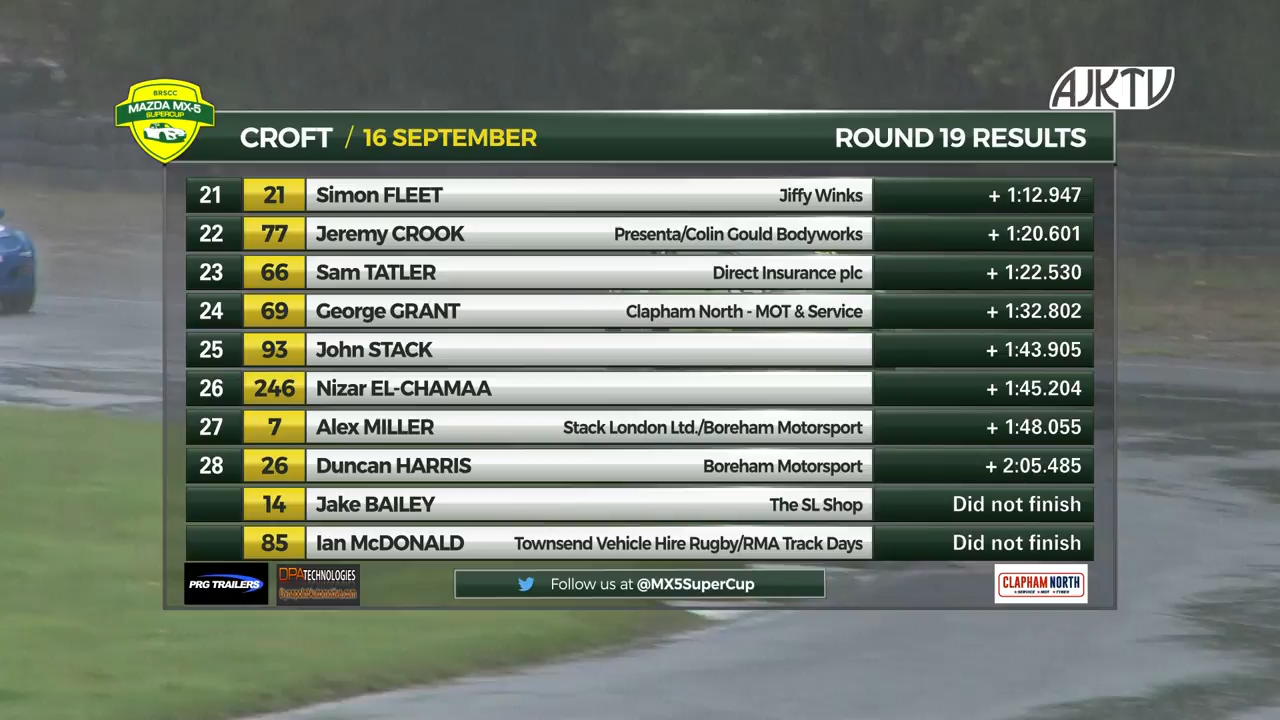 AJKTV
BRSCC
MAZDA MX-5
SUPERCUP
CROFT / 16 SEPTEMBER ROUND 19 RESULTS
21 21 Simon FLEET Jiffy Winks + 1:12.947
22 77 Jeremy CROOK Presenta/Colin Gould Bodyworks + 1:20.601
23 66 Sam TATLER Direct Insurance plc + 1:22.530
24 69 George GRANT Clapham North - MOT & Service + 1:32.802
25 93 John STACK + 1:43.905
26 246 Nizar EL-CHAMAA + 1:45.204
27 7 Alex MILLER Stack London Ltd./Boreham Motorsport + 1:48.055
28 26 Duncan HARRIS Boreham Motorsport + 2:05.485
14 Jake BAILEY The SL Shop Did not finish
85 Ian McDONALD Townsend Vehicle Hire Rugby/RMA Track Days Did not finish
PRG TRAILERS
DPA TECHNOLOGIES
Follow us at @MX5SuperCup
CLAPHAM NORTH
• SERVICE • MOT • TYRES